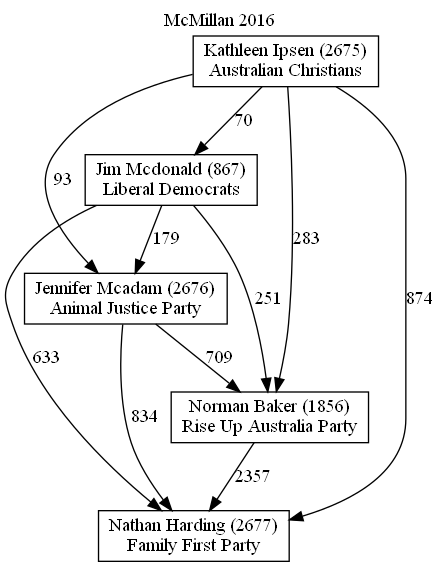 McMillan 2016
Kathleen Ipsen (2675)
Australian Christians
70
Jim Mcdonald (867)
Liberal Democrats
93
179
283
251
874
Jennifer Mcadam (2676)
Animal Justice Party
633
834
709
Norman Baker (1856)
Rise Up Australia Party
2357
Nathan Harding (2677)
Family First Party